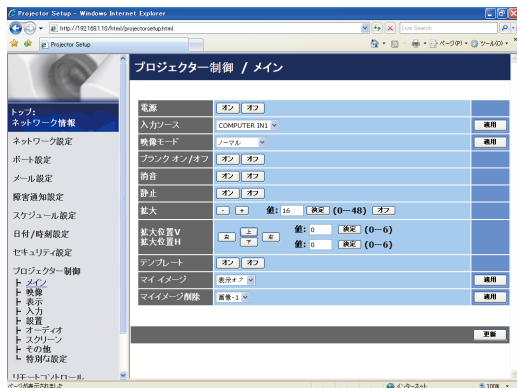 Projector Setup - Windows Internet Explorer
http://192.168.1.10/html/projectorsetup.html
Live Search
Projector Setup
ページ(P)
ツール(O)
プロジェクター制御 / メイン
トップ:
ネットワーク情報
ネットワーク設定
ポート設定
メール設定
障害通知設定
スケジュール設定
日付/時刻設定
セキュリティ設定
プロジェクター制御
├ メイン
├ 映像
├ 表示
├ 入力
├ 設置
├ オーディオ
├ スクリーン
├ その他
└ 特別な設定
リモートコントロール
電源 オン オフ
入力ソース COMPUTER IN1 適用
映像モード ノーマル 適用
ブランク オン/オフ オン オフ
消音 オン オフ
静止 オン オフ
拡大 - + 値: 16 決定 (0—48) オフ
拡大位置V
拡大位置H
左 上 下 右
値: 0 決定 (0—6)
値: 0 決定 (0—6)
テンプレート オン オフ
マイ イメージ 表示オフ 適用
マイイメージ削除 画像-1 適用
更新
ページが表示されました
インターネット
100%